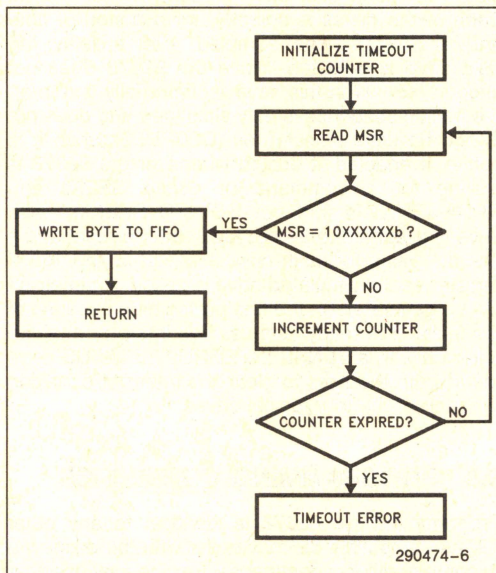 INITIALIZE TIMEOUT
COUNTER
READ MSR
MSR = 10XXXXXXb ?
YES
WRITE BYTE TO FIFO
RETURN
NO
INCREMENT COUNTER
COUNTER EXPIRED?
NO
YES
TIMEOUT ERROR
290474-6